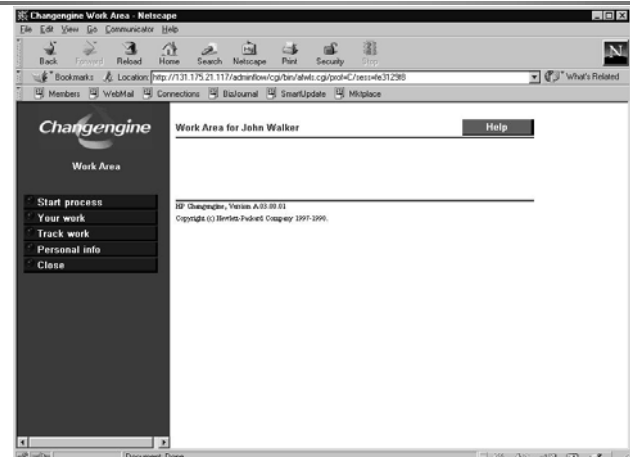 Changengine Work Area - Netscape
File Edit View Go Communicator Help
Back Forward Reload Home Search Netscape Print Security Stop
Bookmarks Location: What's Related
Members WebMail Connections BizJournal SmartUpdate Mktplace
Changengine
Work Area
Start process
Your work
Track work
Personal info
Close
Work Area for John Walker
Help
HP Changengine, Version A.03.00.01
Copyright (c) Hewlett-Packard Company 1997-1990.
Document: Done